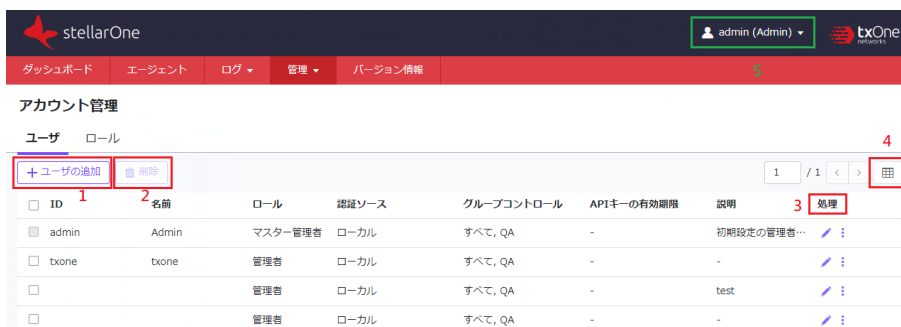 stellarOne
admin (Admin)
txOne
networks
ダッシュボード エージェント ログ 管理 バージョン情報
5
アカウント管理
ユーザ ロール
4
ユーザの追加 削除 1 / 1 < >
1 2 3
ID 名前 ロール 認証ソース グループコントロール APIキーの有効期限 説明 処理
admin Admin マスター管理者 ローカル すべて, QA - 初期設定の管理者…
txone txone 管理者 ローカル すべて, QA - -
管理者 ローカル すべて, QA - test
管理者 ローカル すべて, QA - -